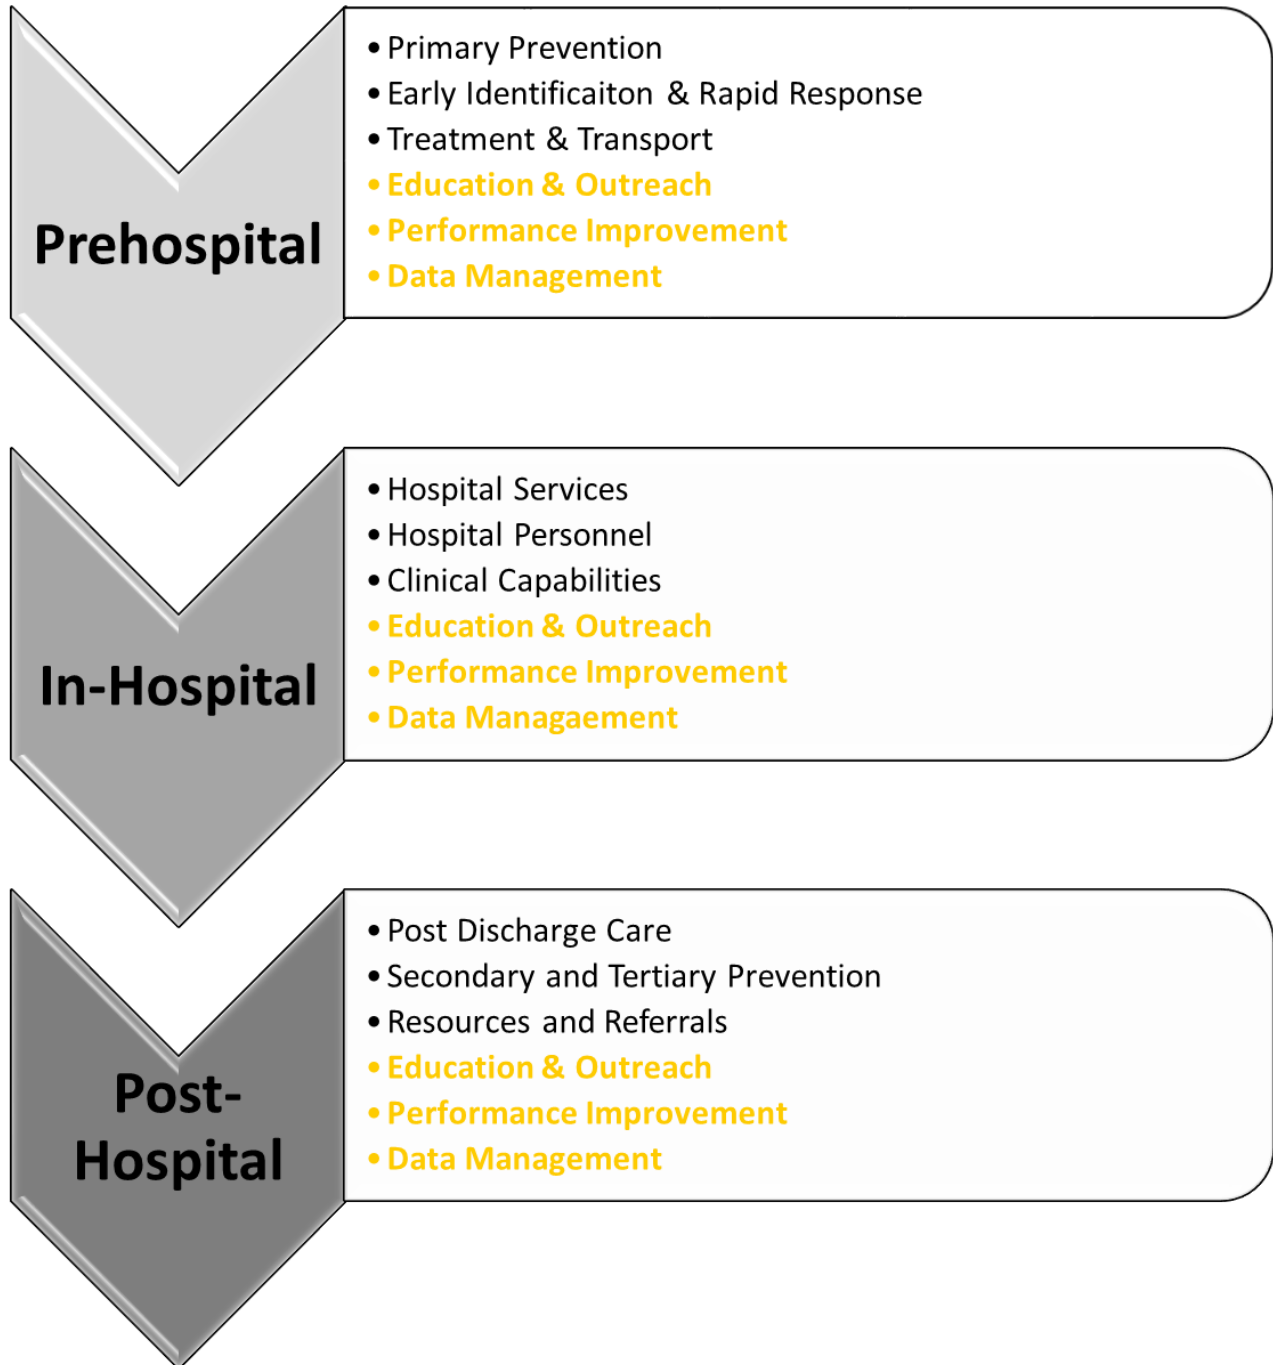 Prehospital
•Primary Prevention
•Early Identificaiton & Rapid Response
•Treatment & Transport
•Education & Outreach
•Performance Improvement
•Data Management
In-Hospital
•Hospital Services
•Hospital Personnel
•Clinical Capabilities
•Education & Outreach
•Performance Improvement
•Data Managaement
Post-
Hospital
•Post Discharge Care
•Secondary and Tertiary Prevention
•Resources and Referrals
•Education & Outreach
•Performance Improvement
•Data Management